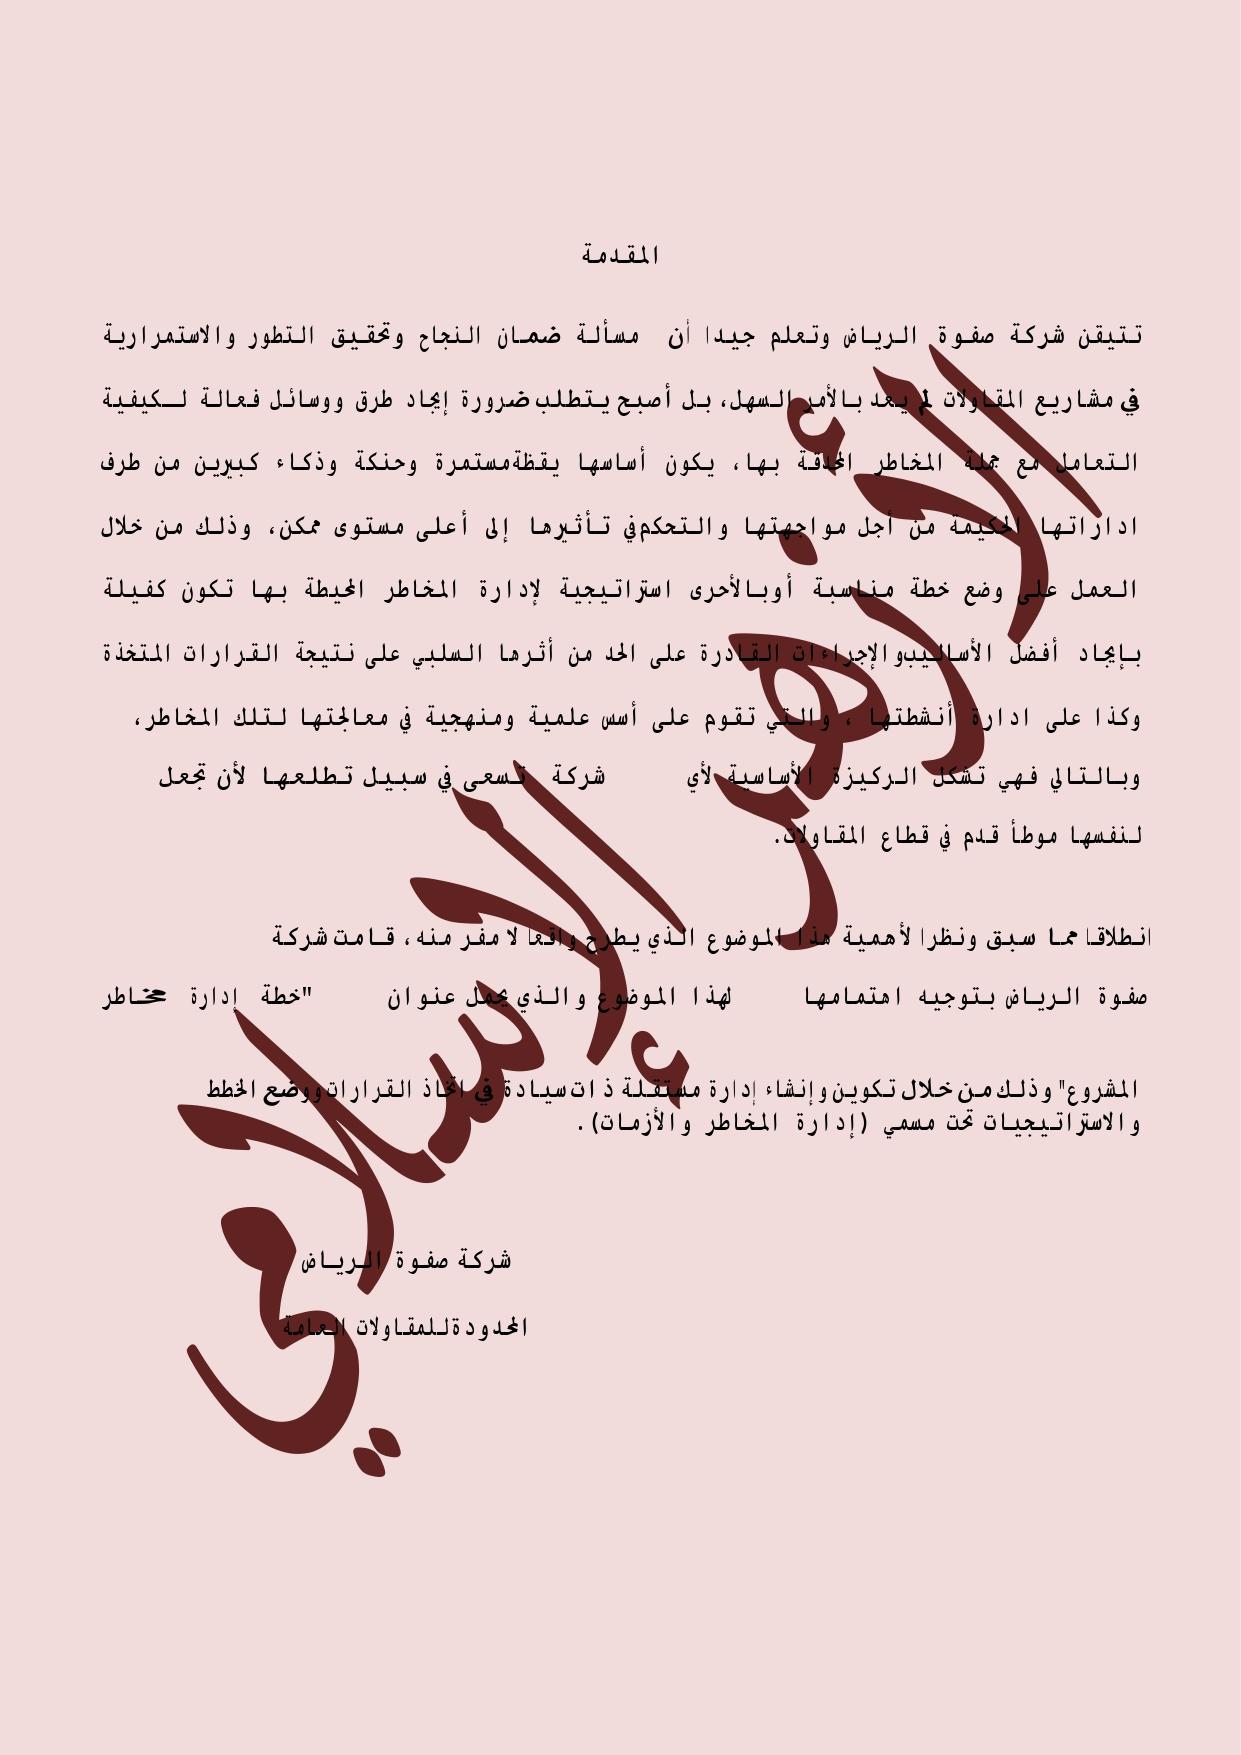 المقدمة
تتيقن شركة صفوة الرياض وتعلم جيدا أن مسألة ضمان النجاح وتحقيق التطور والاستمرارية
في مشاريع المقاولات لم يعد بالأمر السهل، بل أصبح يتطلب ضرورة إيجاد طرق ووسائل فعالة لكيفية
التعامل مع جملة المخاطر المحدقة بها، يكون أساسها يقظة مستمرة وحنكة وذكاء كبيرين من طرف
اداراتها الحكيمة من أجل مواجهتها والتحكم في تأثيرها إلى أعلى مستوى ممكن، وذلك من خلال
العمل على وضع خطة مناسبة أوبالأحرى استراتيجية لإدارة المخاطر المحيطة بها تكون كفيلة
بإيجاد أفضل الأساليب والإجراءات القادرة على الحد من أثرها السلبي على نتيجة القرارات المتخذة
وكذا على ادارة أنشطتها ، والتي تقوم على أسس علمية ومنهجية في معالجتها لتلك المخاطر،
وبالتالي فهي تشكل الركيزة الأساسية لأي شركة تسعى في سبيل تطلعها لأن تجعل
لنفسها موطأ قدم في قطاع المقاولات.
انطلاقا مما سبق ونظرا لأهمية هذا الموضوع الذي يطرح واقعا لا مفر منه، قامت شركة
صفوة الرياض بتوجيه اهتمامها لهذا الموضوع والذي يحمل عنوان "خطة إدارة مخاطر
المشروع" وذلك من خلال تكوين وإنشاء إدارة مستقلة ذات سيادة في اتخاذ القرارات ووضع الخطط
والاستراتيجيات تحت مسمي (إدارة المخاطر والأزمات).
شركة صفوة الرياض
المحدودة للمقاولات العامة
الأزهر الإسلامي